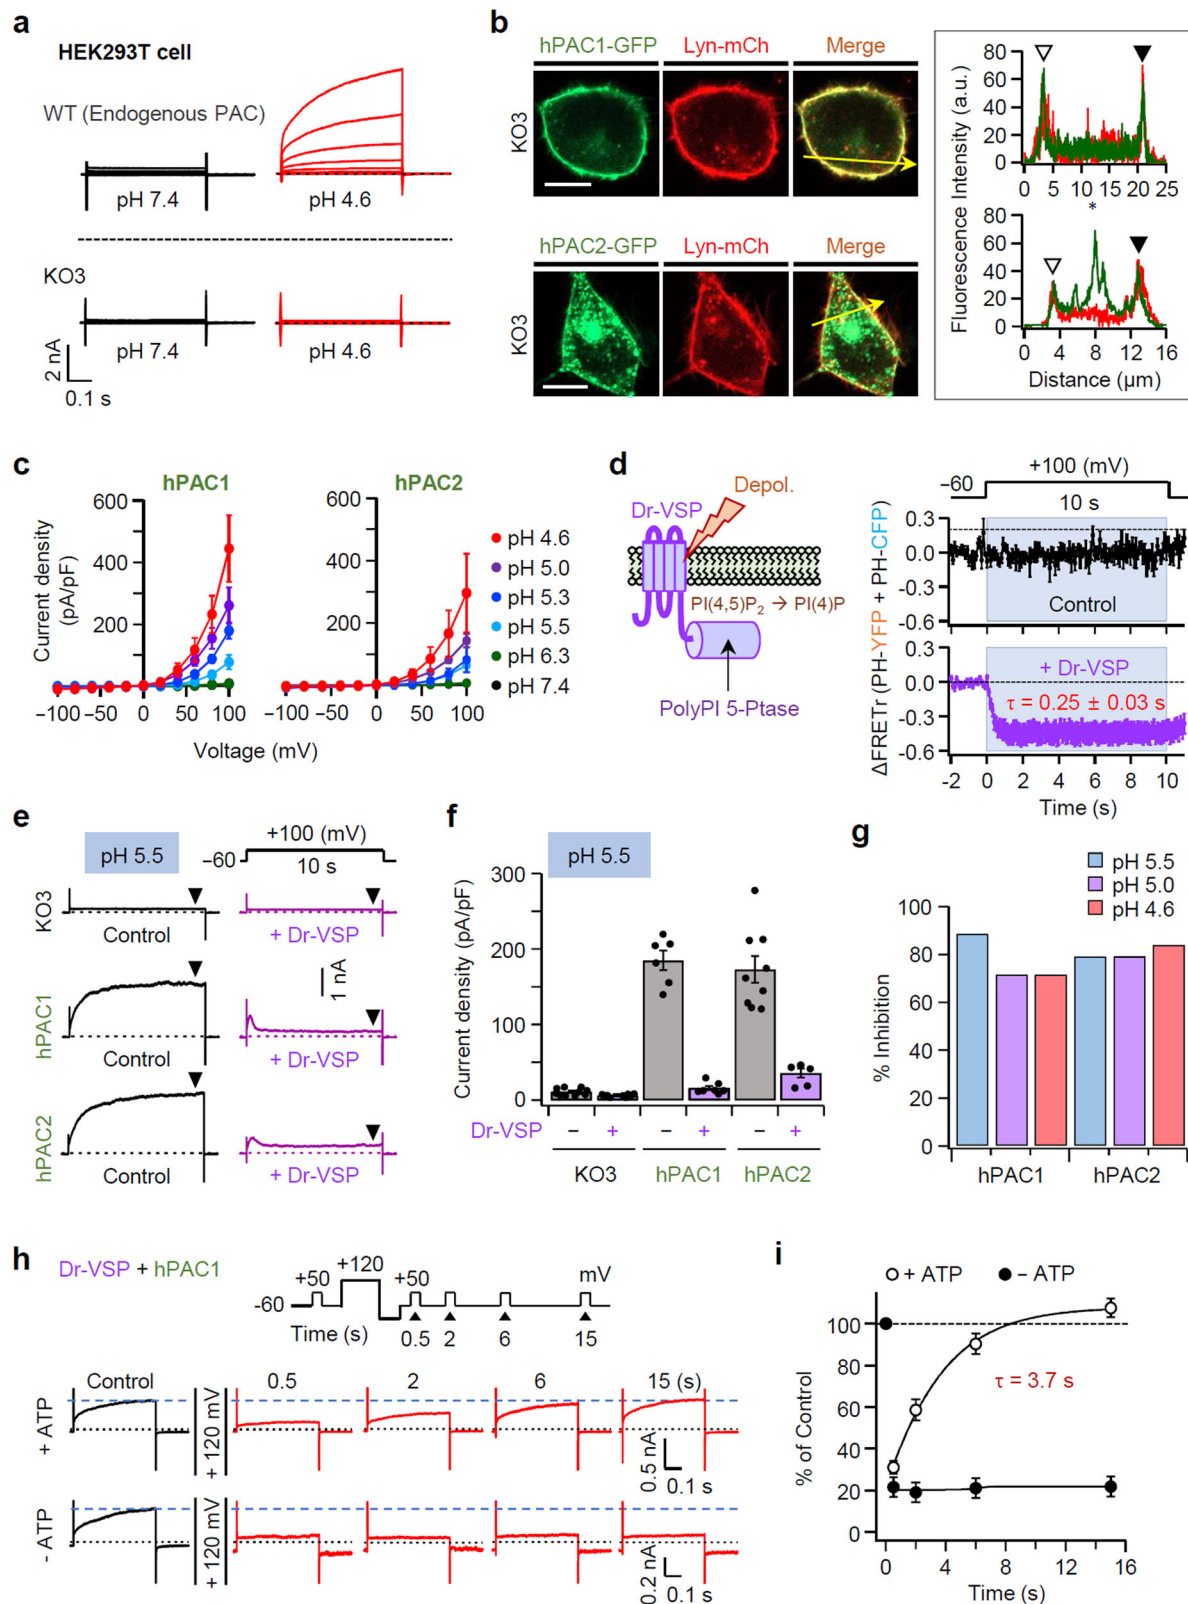 a
HEK293T cell
WT (Endogenous PAC)
pH 7.4
pH 4.6
KO3
pH 7.4
pH 4.6
2 nA
0.1 s
b
hPAC1-GFP
Lyn-mCh
Merge
KO3
hPAC2-GFP
Lyn-mCh
Merge
KO3
Fluorescence Intensity (a.u.)
80
60
40
20
0
0 5 10 15 20 25
*
80
60
40
20
0
0 4 8 12 16
Distance (μm)
c
hPAC1
hPAC2
Current density
(pA/pF)
600
400
200
600
400
200
−100 −50 0 50 100
−100 −50 0 50 100
Voltage (mV)
pH 4.6
pH 5.0
pH 5.3
pH 5.5
pH 6.3
pH 7.4
d
Depol.
Dr-VSP
PI(4,5)P2 → PI(4)P
PolyPI 5-Ptase
+100 (mV)
−60
10 s
ΔFRETr (PH-YFP + PH-CFP)
0.3
0.0
-0.3
-0.6
Control
0.3
0.0
-0.3
-0.6
+ Dr-VSP
τ = 0.25 ± 0.03 s
-2 0 2 4 6 8 10
Time (s)
e
pH 5.5
+100 (mV)
−60
10 s
KO3
Control
+ Dr-VSP
1 nA
hPAC1
Control
+ Dr-VSP
hPAC2
Control
+ Dr-VSP
f
pH 5.5
Current density (pA/pF)
300
200
100
0
Dr-VSP − + − + − +
KO3 hPAC1 hPAC2
g
pH 5.5
pH 5.0
pH 4.6
% Inhibition
100
80
60
40
20
0
hPAC1 hPAC2
h
Dr-VSP + hPAC1
+50 +120 +50 mV
-60
Time (s) 0.5 2 6 15
Control 0.5 2 6 15 (s)
+ ATP
+ 120 mV
0.5 nA
0.1 s
- ATP
+ 120 mV
0.2 nA
0.1 s
i
+ ATP
− ATP
% of Control
100
80
60
40
20
0
τ = 3.7 s
0 4 8 12 16
Time (s)